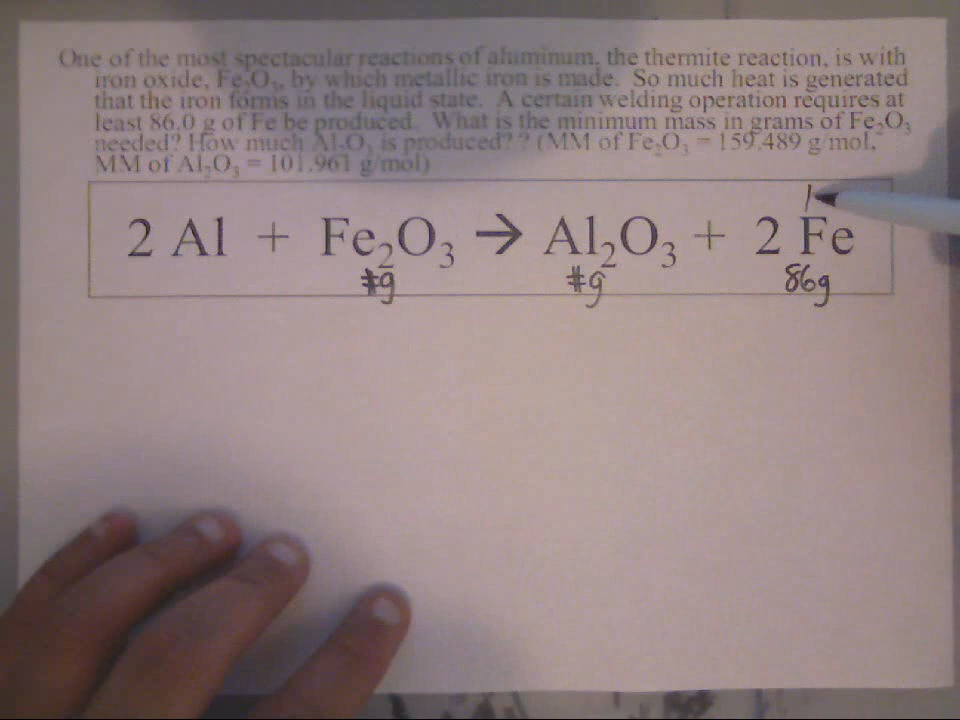 One of the most spectacular reactions of aluminum, the thermite reaction, is with
iron oxide, Fe₂O₃, by which metallic iron is made. So much heat is generated
that the iron forms in the liquid state. A certain welding operation requires at
least 86.0 g of Fe be produced. What is the minimum mass in grams of Fe₂O₃
needed? How much Al₂O₃ is produced? ? (MM of Fe₂O₃ = 159.489 g/mol,
MM of Al₂O₃ = 101.961 g/mol)
1
2 Al + Fe₂O₃ → Al₂O₃ + 2 Fe
#g #g 86g